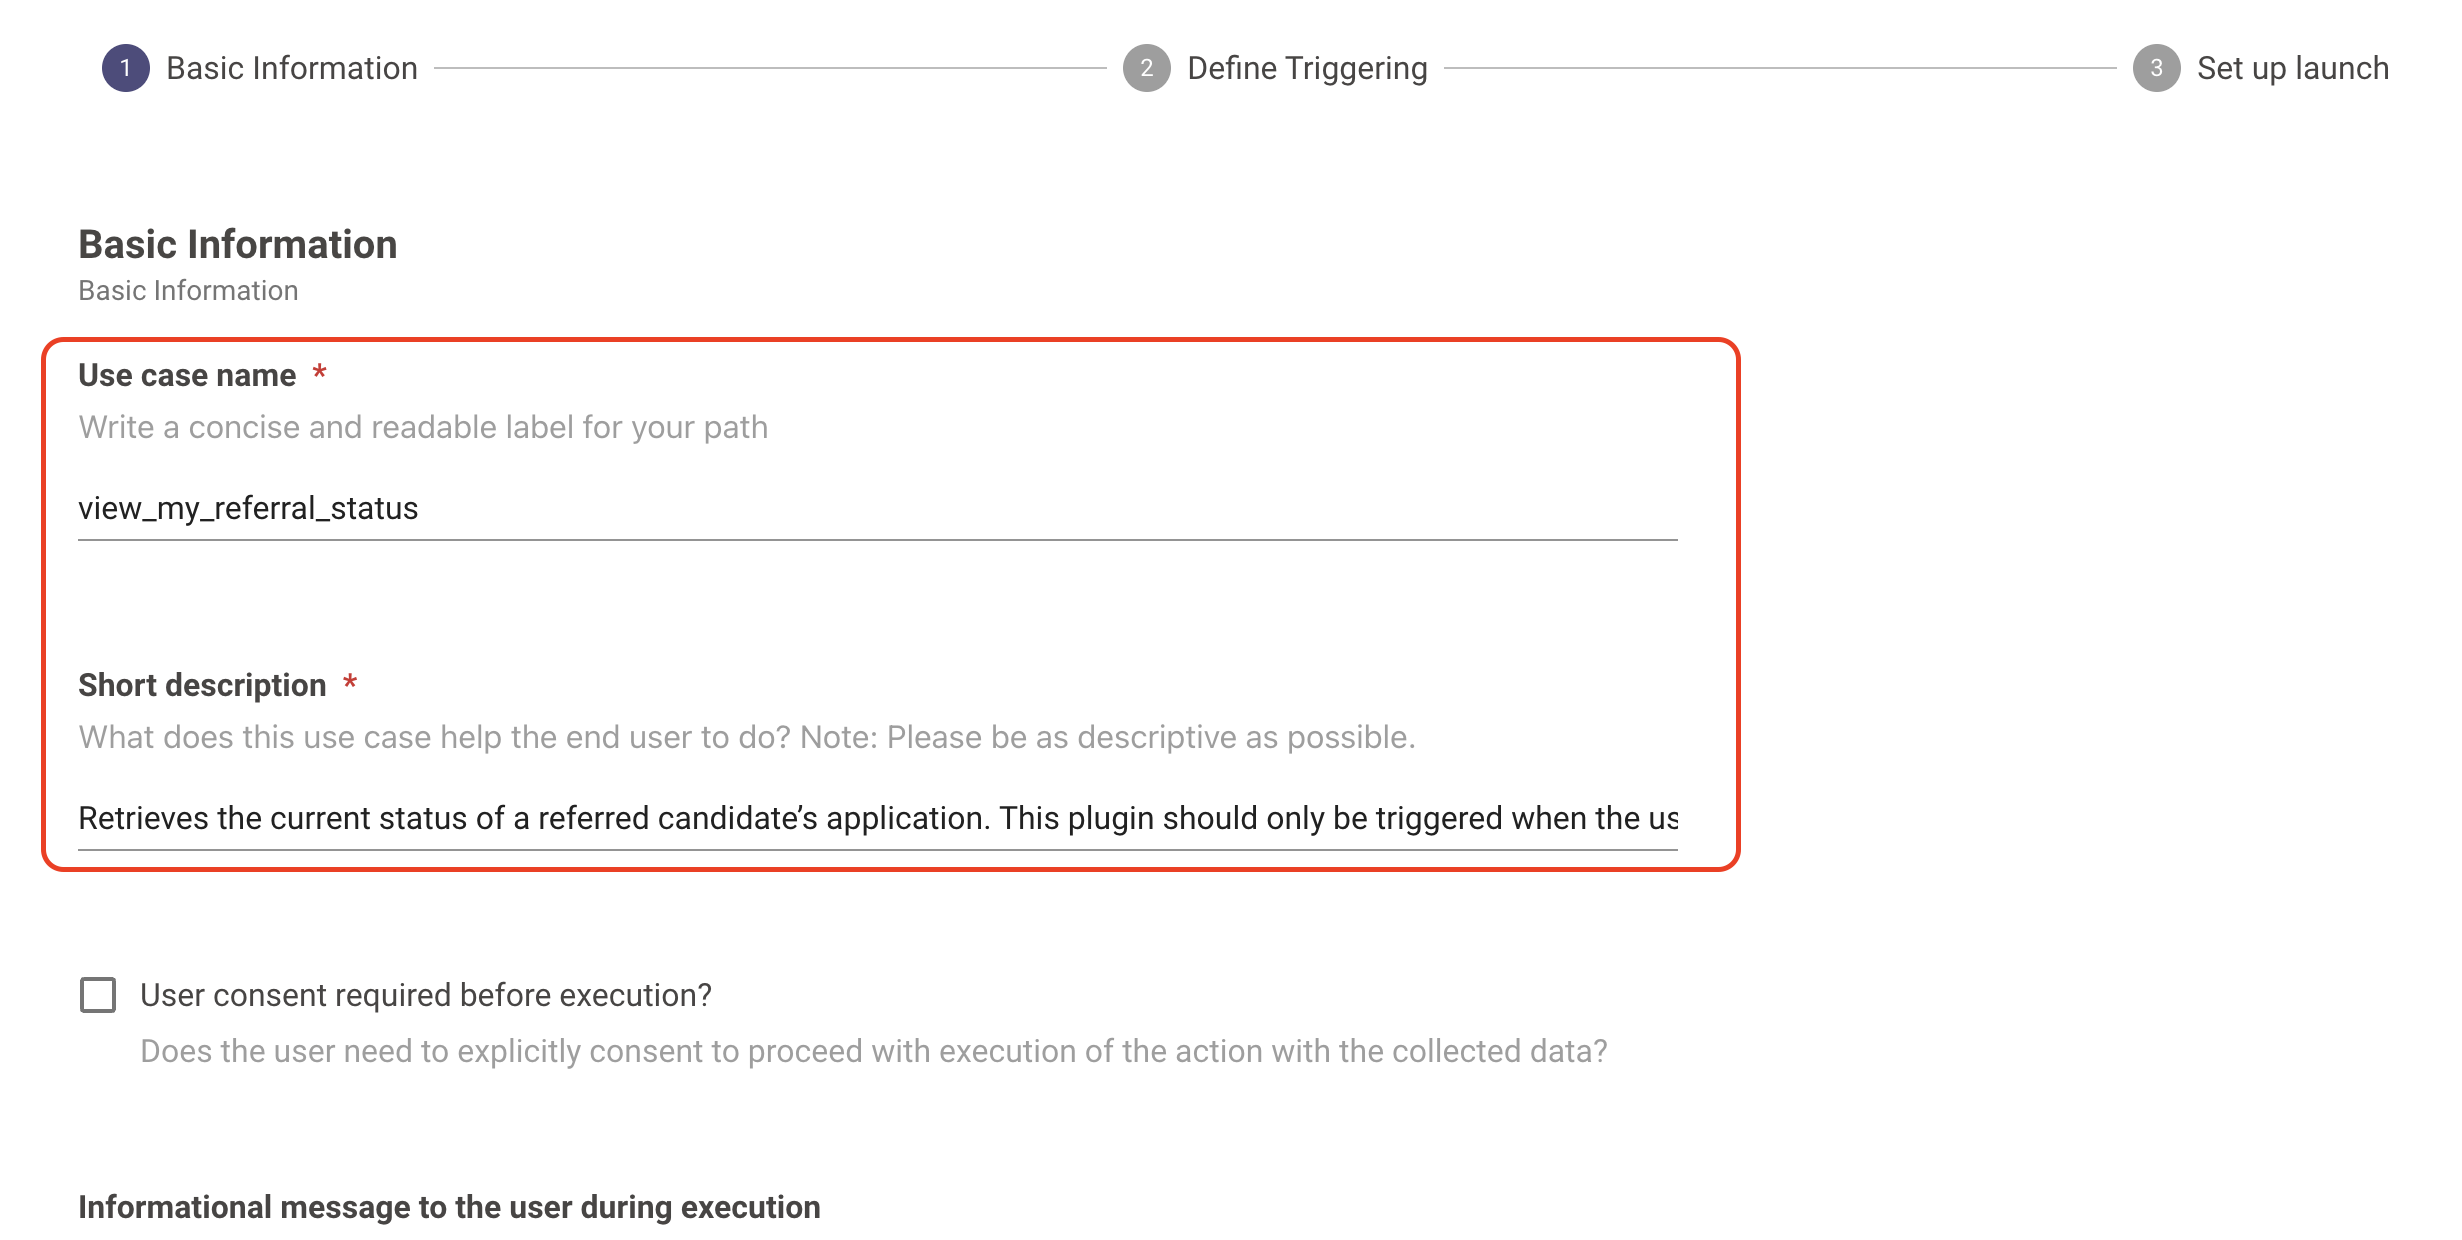 1 Basic Information 2 Define Triggering 3 Set up launch
Basic Information
Basic Information
Use case name *
Write a concise and readable label for your path
view_my_referral_status
Short description *
What does this use case help the end user to do? Note: Please be as descriptive as possible.
Retrieves the current status of a referred candidate’s application. This plugin should only be triggered when the us
User consent required before execution?
Does the user need to explicitly consent to proceed with execution of the action with the collected data?
Informational message to the user during execution